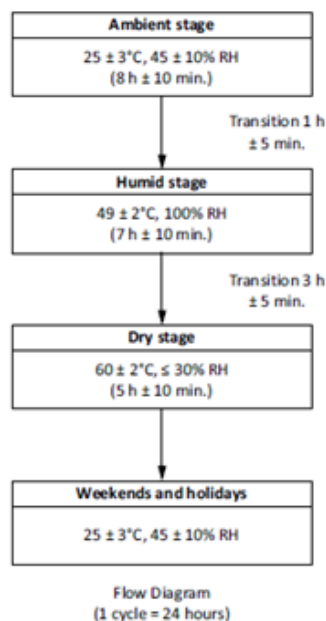 Ambient stage
25 ± 3°C, 45 ± 10% RH
(8 h ± 10 min.)
Transition 1 h
± 5 min.
Humid stage
49 ± 2°C, 100% RH
(7 h ± 10 min.)
Transition 3 h
± 5 min.
Dry stage
60 ± 2°C, ≤ 30% RH
(5 h ± 10 min.)
Weekends and holidays
25 ± 3°C, 45 ± 10% RH
Flow Diagram
(1 cycle = 24 hours)